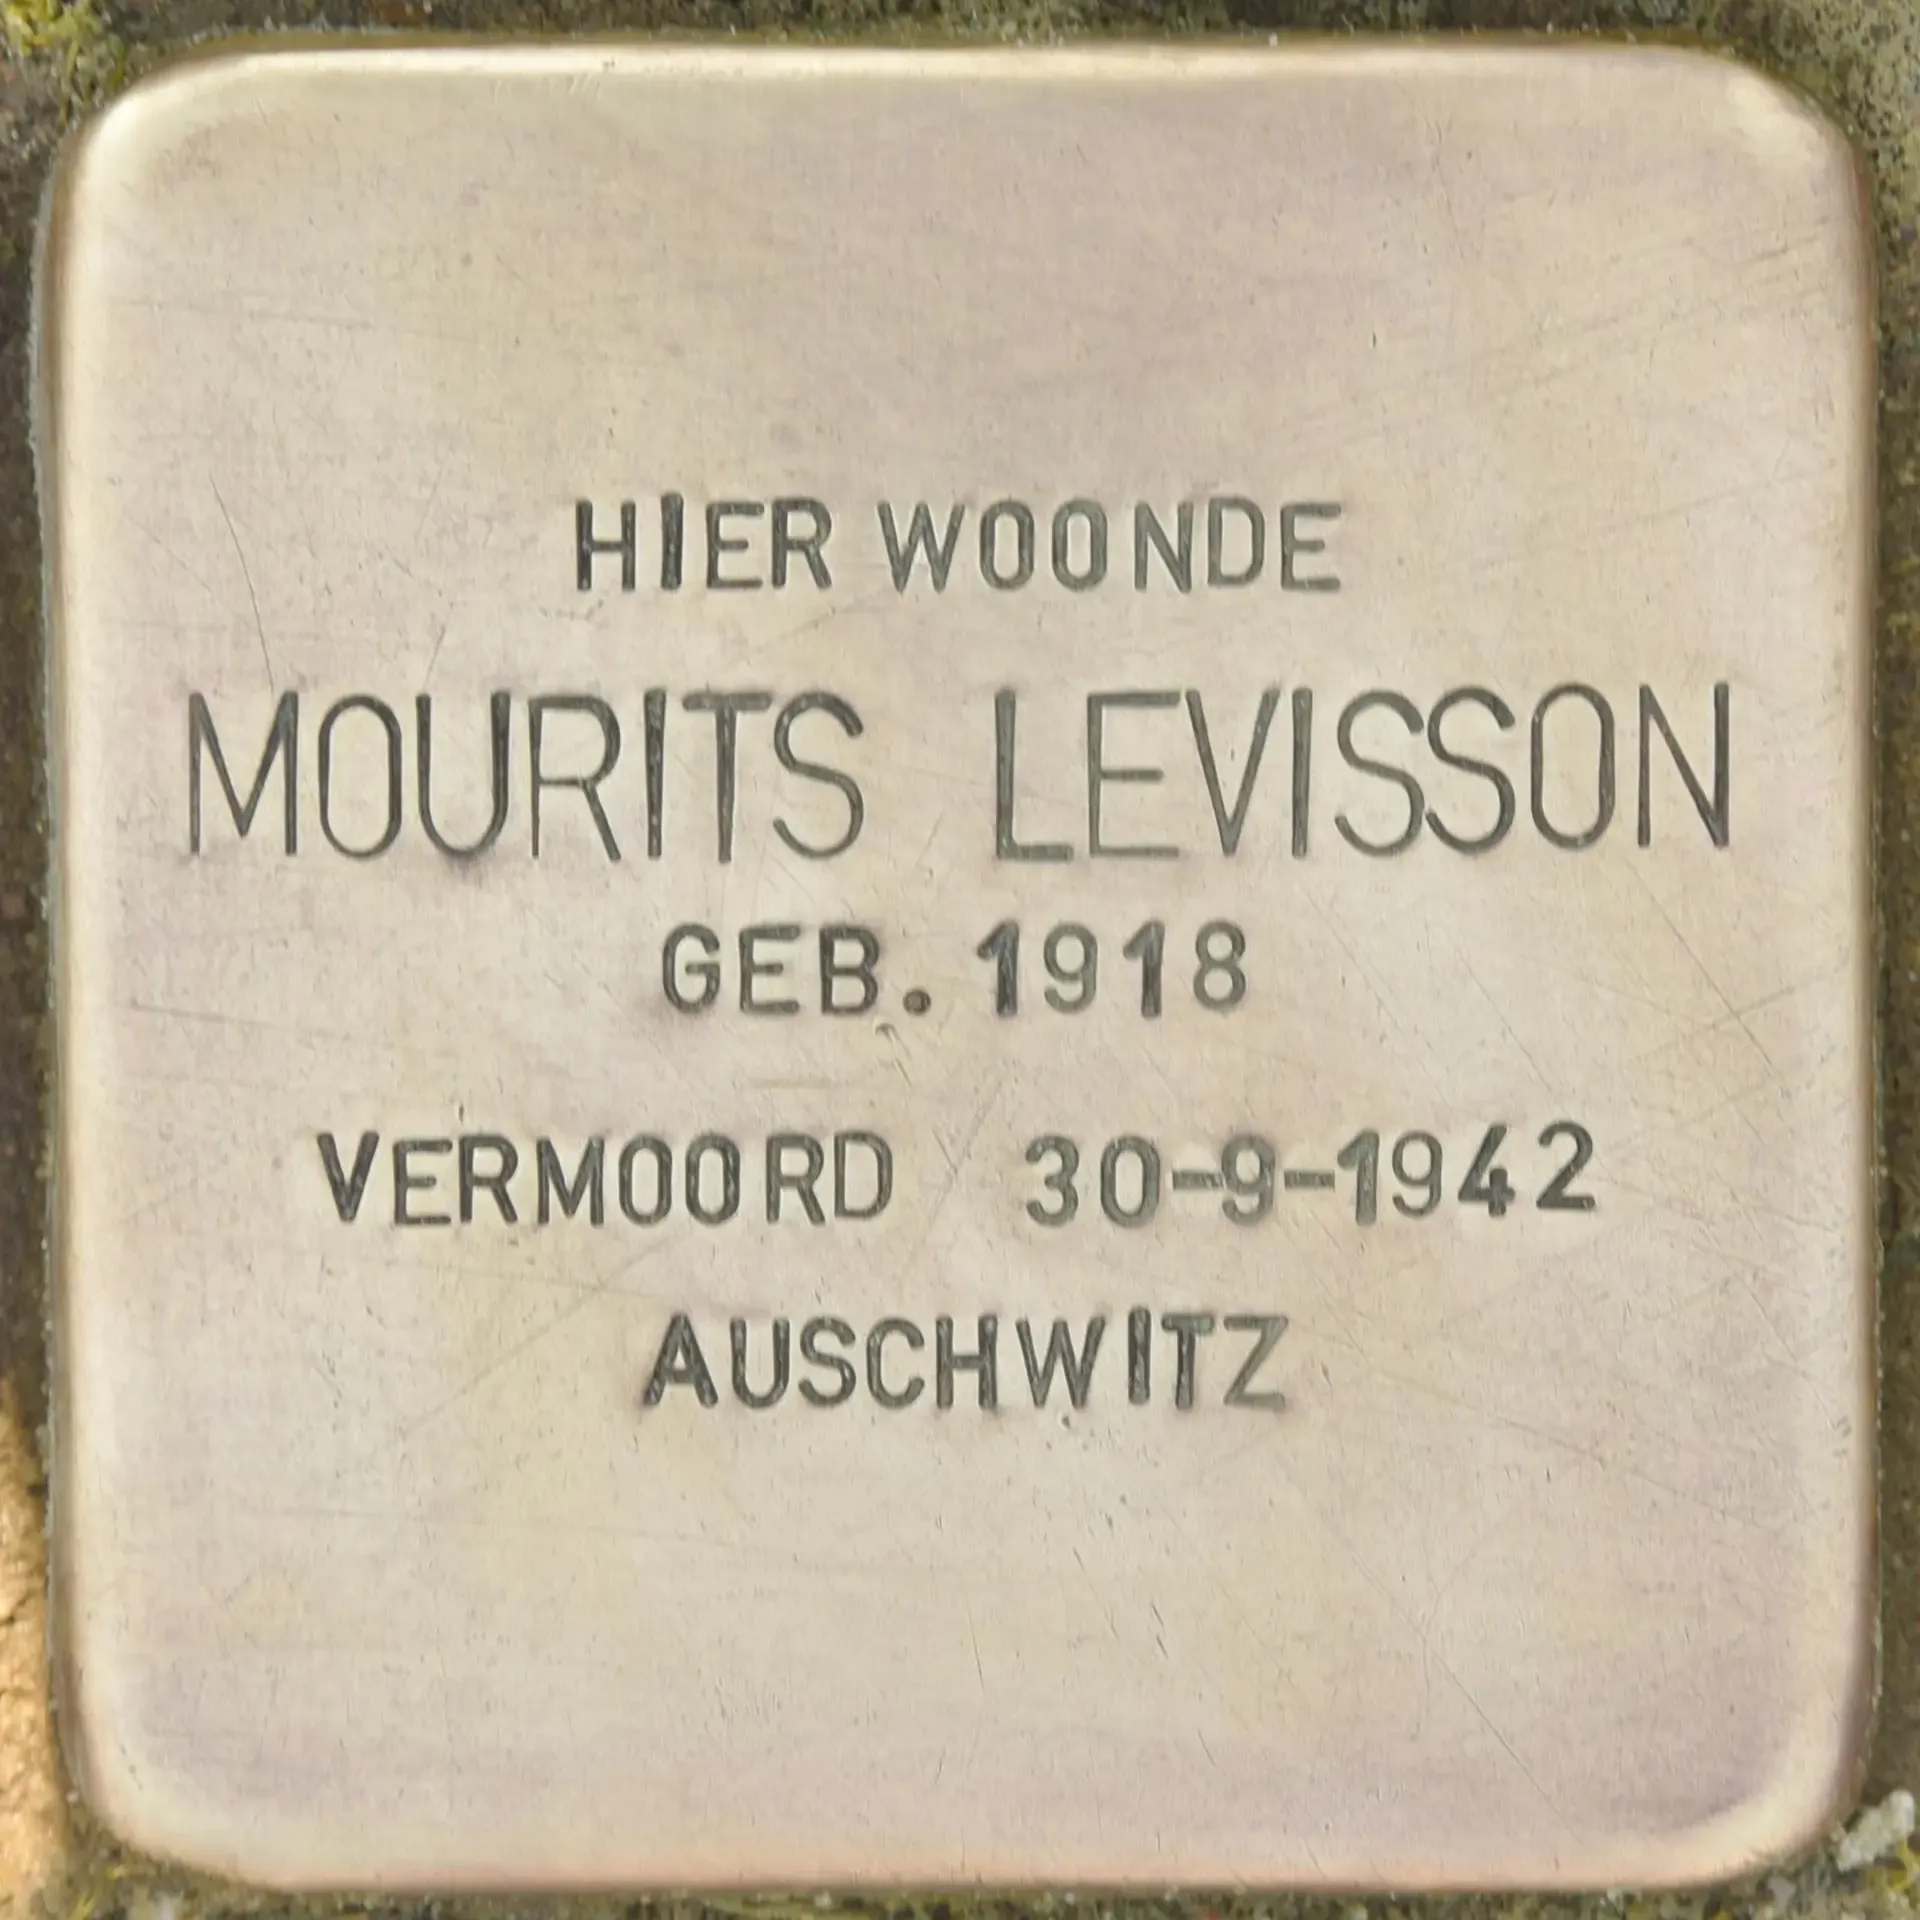 HIER WOONDE
MOURITS LEVISSON
GEB. 1918
VERMOORD 30-9-1942
AUSCHWITZ